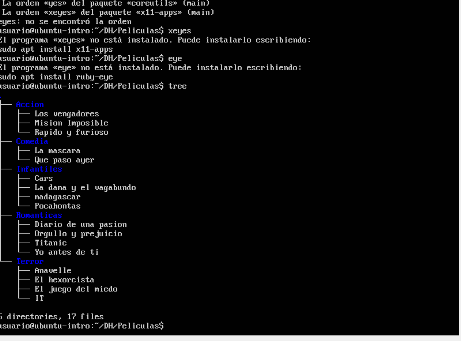 La orden «yes» del paquete «coreutils» (main)
La orden «xeyes» del paquete «x11-apps» (main)
eyes: no se encontró la orden
usuario@ubuntu-intro:~/DH/Peliculas$ xeyes
El programa «xeyes» no está instalado. Puede instalarlo escribiendo:
sudo apt install x11-apps
usuario@ubuntu-intro:~/DH/Peliculas$ eye
El programa «eye» no está instalado. Puede instalarlo escribiendo:
sudo apt install ruby-eye
usuario@ubuntu-intro:~/DH/Peliculas$ tree
.
├── Accion
│   ├── Los vengadores
│   ├── Mision imposible
│   └── Rapido y furioso
├── Comedia
│   ├── La mascara
│   └── Que paso ayer
├── Infantiles
│   ├── Cars
│   ├── La dama y el vagabundo
│   ├── madagascar
│   └── Pocahontas
├── Romanticas
│   ├── Diario de una pasion
│   ├── Orgullo y prejuicio
│   ├── Titanic
│   └── Yo antes de ti
└── Terror
    ├── Anavelle
    ├── El hexorcista
    ├── El juego del miedo
    └── IT
5 directories, 17 files
usuario@ubuntu-intro:~/DH/Peliculas$